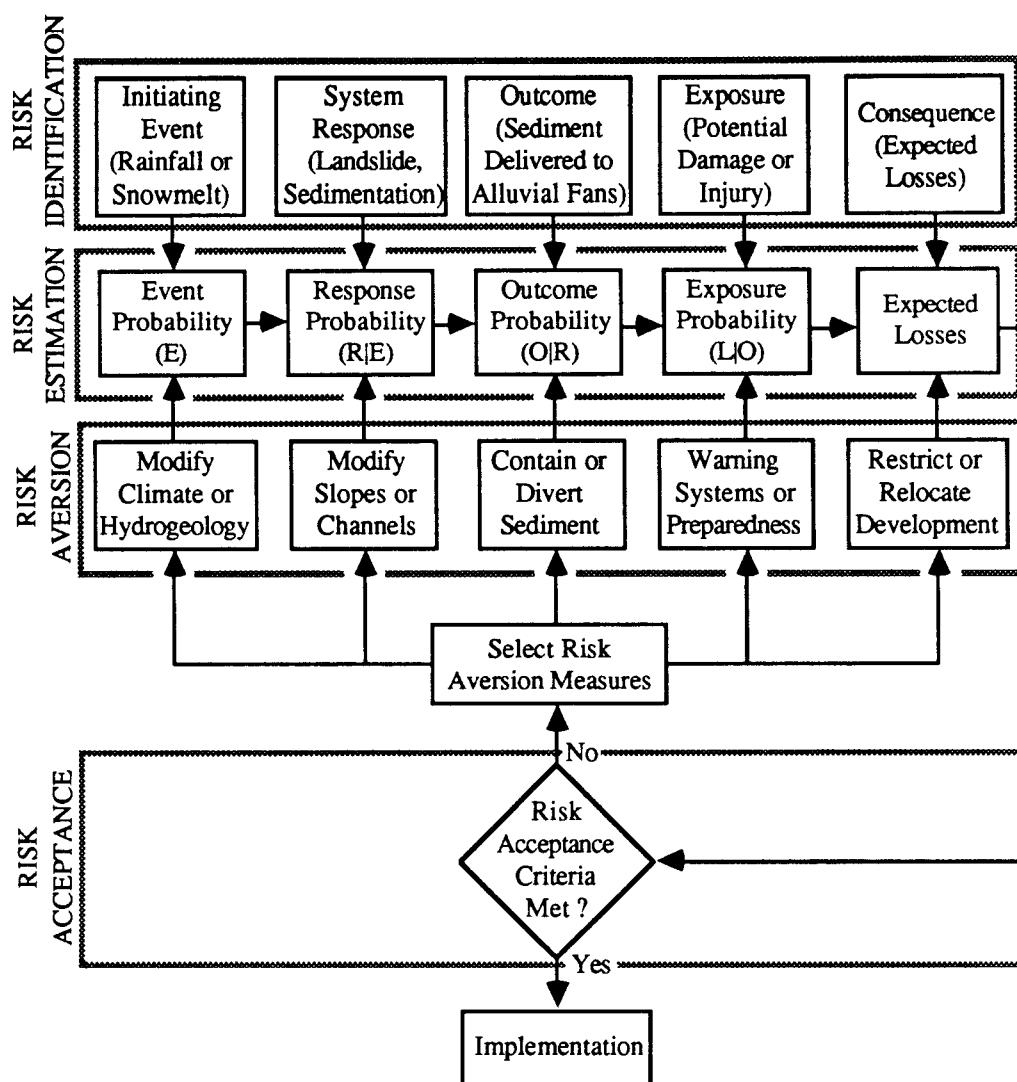 RISK
IDENTIFICATION
Initiating
Event
(Rainfall or
Snowmelt)
System
Response
(Landslide,
Sedimentation)
Outcome
(Sediment
Delivered to
Alluvial Fans)
Exposure
(Potential
Damage or
Injury)
Consequence
(Expected
Losses)
RISK
ESTIMATION
Event
Probability
(E)
Response
Probability
(R|E)
Outcome
Probability
(O|R)
Exposure
Probability
(L|O)
Expected
Losses
RISK
AVERSION
Modify
Climate or
Hydrogeology
Modify
Slopes or
Channels
Contain or
Divert
Sediment
Warning
Systems or
Preparedness
Restrict or
Relocate
Development
Select Risk
Aversion Measures
No
RISK
ACCEPTANCE
Risk
Acceptance
Criteria
Met ?
Yes
Implementation